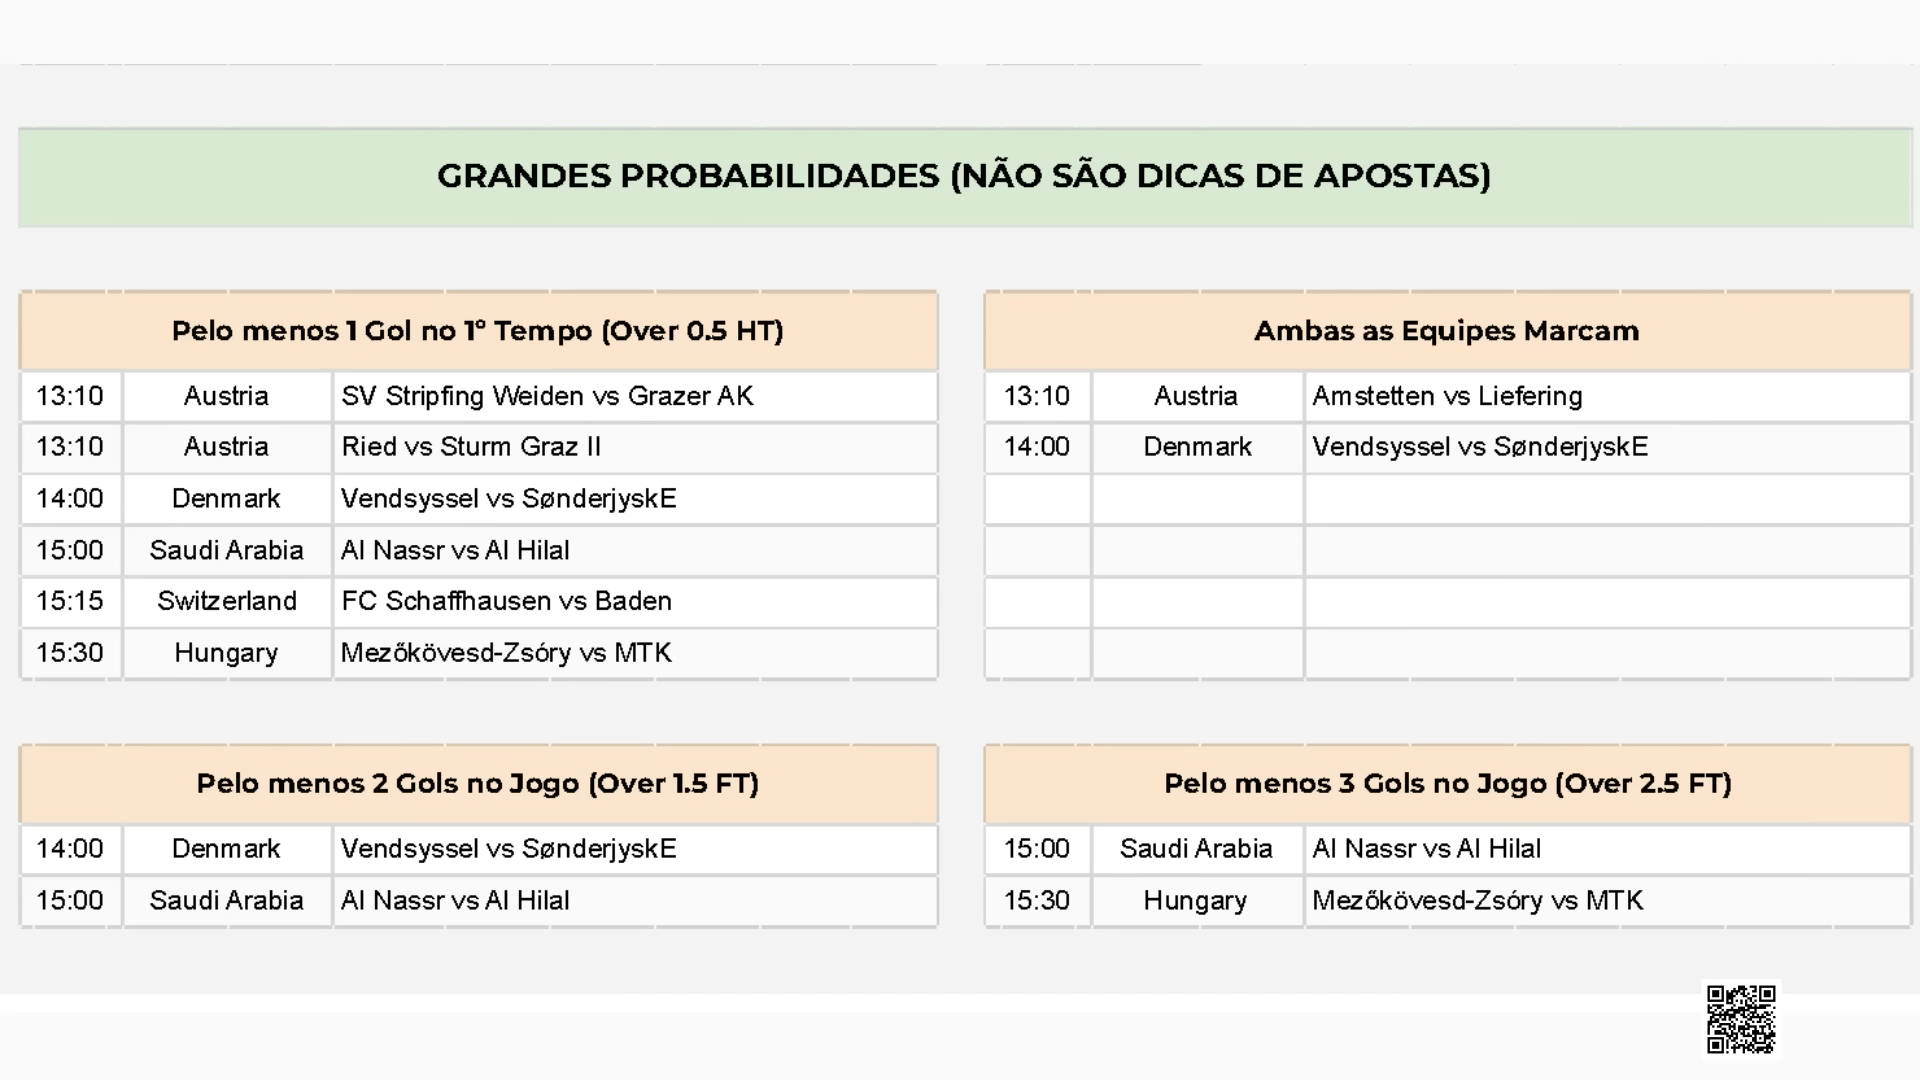 GRANDES PROBABILIDADES (NÃO SÃO DICAS DE APOSTAS)
Pelo menos 1 Gol no 1º Tempo (Over 0.5 HT)
13:10 Austria SV Stripfing Weiden vs Grazer AK
13:10 Austria Ried vs Sturm Graz II
14:00 Denmark Vendsyssel vs SønderjyskE
15:00 Saudi Arabia Al Nassr vs Al Hilal
15:15 Switzerland FC Schaffhausen vs Baden
15:30 Hungary Mezőkövesd-Zsóry vs MTK
Ambas as Equipes Marcam
13:10 Austria Amstetten vs Liefering
14:00 Denmark Vendsyssel vs SønderjyskE
Pelo menos 2 Gols no Jogo (Over 1.5 FT)
14:00 Denmark Vendsyssel vs SønderjyskE
15:00 Saudi Arabia Al Nassr vs Al Hilal
Pelo menos 3 Gols no Jogo (Over 2.5 FT)
15:00 Saudi Arabia Al Nassr vs Al Hilal
15:30 Hungary Mezőkövesd-Zsóry vs MTK